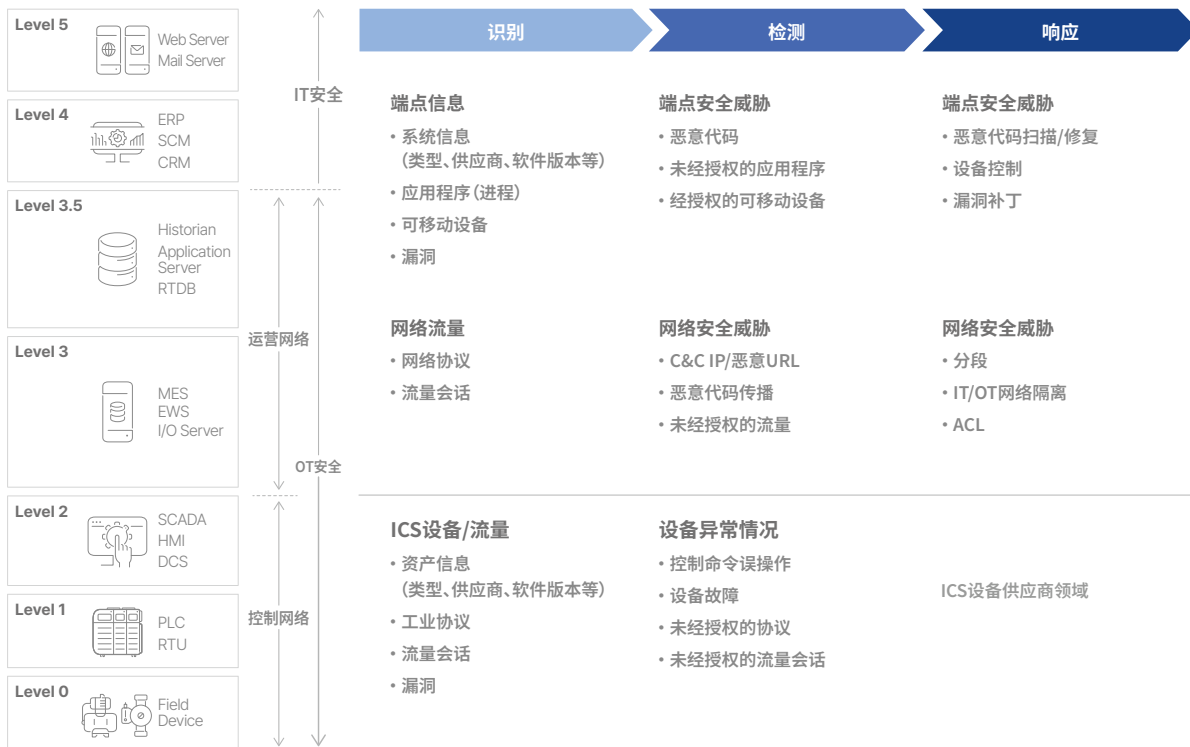 Level 5
Web Server
Mail Server
Level 4
ERP
SCM
CRM
Level 3.5
Historian
Application
Server
RTDB
Level 3
MES
EWS
I/O Server
Level 2
SCADA
HMI
DCS
Level 1
PLC
RTU
Level 0
Field
Device
IT安全
运营网络
OT安全
控制网络
识别
检测
响应
端点信息
• 系统信息
(类型、供应商、软件版本等)
• 应用程序(进程)
• 可移动设备
• 漏洞
端点安全威胁
• 恶意代码
• 未经授权的应用程序
• 经授权的可移动设备
端点安全威胁
• 恶意代码扫描/修复
• 设备控制
• 漏洞补丁
网络流量
• 网络协议
• 流量会话
网络安全威胁
• C&C IP/恶意URL
• 恶意代码传播
• 未经授权的流量
网络安全威胁
• 分段
• IT/OT网络隔离
• ACL
ICS设备/流量
• 资产信息
(类型、供应商、软件版本等)
• 工业协议
• 流量会话
• 漏洞
设备异常情况
• 控制命令误操作
• 设备故障
• 未经授权的协议
• 未经授权的流量会话
ICS设备供应商领域